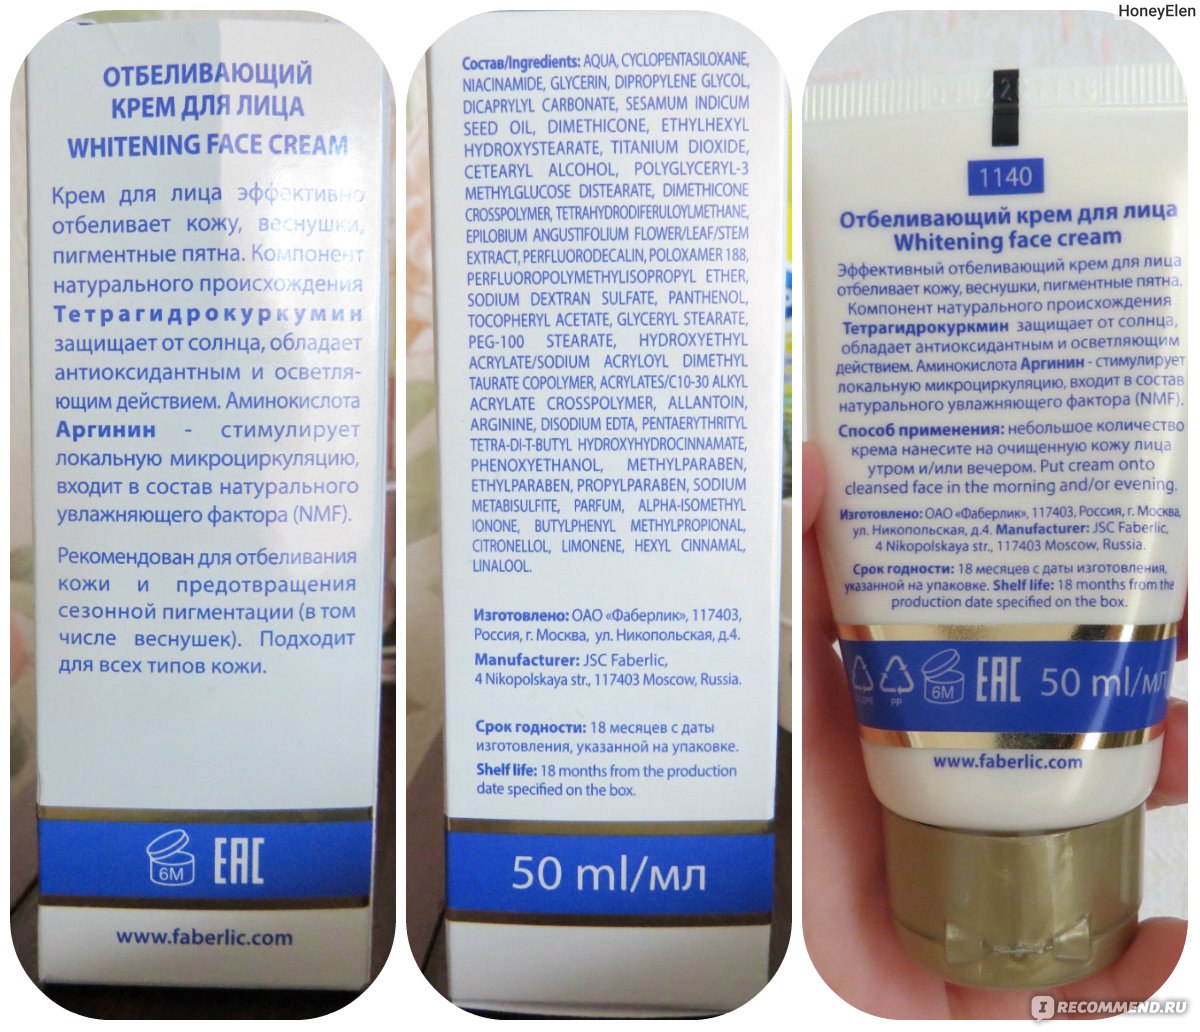 HoneyElen
ОТБЕЛИВАЮЩИЙ
КРЕМ ДЛЯ ЛИЦА
WHITENING FACE CREAM
Крем для лица эффективно
отбеливает кожу, веснушки,
пигментные пятна. Компонент
натурального происхождения
Тетрагидрокуркумин
защищает от солнца, обладает
антиоксидантным и осветля-
ющим действием. Аминокислота
Аргинин - стимулирует
локальную микроциркуляцию,
входит в состав натурального
увлажняющего фактора (NMF).
Рекомендован для отбеливания
кожи и предотвращения
сезонной пигментации (в том
числе веснушек). Подходит
для всех типов кожи.
6M EAC
www.faberlic.com
Состав/Ingredients: AQUA, CYCLOPENTASILOXANE,
NIACINAMIDE, GLYCERIN, DIPROPYLENE GLYCOL,
DICAPRYLYL CARBONATE, SESAMUM INDICUM
SEED OIL, DIMETHICONE, ETHYLHEXYL
HYDROXYSTEARATE, TITANIUM DIOXIDE,
CETEARYL ALCOHOL, POLYGLYCERYL-3
METHYLGLUCOSE DISTEARATE, DIMETHICONE
CROSSPOLYMER, TETRAHYDRODIFERULOYLMETHANE,
EPILOBIUM ANGUSTIFOLIUM FLOWER/LEAF/STEM
EXTRACT, PERFLUORODECALIN, POLOXAMER 188,
PERFLUOROPOLYMETHYLISOPROPYL ETHER,
SODIUM DEXTRAN SULFATE, PANTHENOL,
TOCOPHERYL ACETATE, GLYCERYL STEARATE,
PEG-100 STEARATE, HYDROXYETHYL
ACRYLATE/SODIUM ACRYLOYL DIMETHYL
TAURATE COPOLYMER, ACRYLATES/C10-30 ALKYL
ACRYLATE CROSSPOLYMER, ALLANTOIN,
ARGININE, DISODIUM EDTA, PENTAERYTHRITYL
TETRA-DI-T-BUTYL HYDROXYHYDROCINNAMATE,
PHENOXYETHANOL, METHYLPARABEN,
ETHYLPARABEN, PROPYLPARABEN, SODIUM
METABISULFITE, PARFUM, ALPHA-ISOMETHYL
IONONE, BUTYLPHENYL METHYLPROPIONAL,
CITRONELLOL, LIMONENE, HEXYL CINNAMAL,
LINALOOL.
Изготовлено: ОАО «Фаберлик», 117403,
Россия, г. Москва, ул. Никопольская, д.4.
Manufacturer: JSC Faberlic,
4 Nikopolskaya str., 117403 Moscow, Russia.
Срок годности: 18 месяцев с даты
изготовления, указанной на упаковке.
Shelf life: 18 months from the production
date specified on the box.
50 ml/мл
1140
Отбеливающий крем для лица
Whitening face cream
Эффективный отбеливающий крем для лица
отбеливает кожу, веснушки, пигментные пятна.
Компонент натурального происхождения
Тетрагидрокуркмин защищает от солнца,
обладает антиоксидантным и осветляющим
действием. Аминокислота Аргинин - стимулирует
локальную микроциркуляцию, входит в состав
натурального увлажняющего фактора (NMF).
Способ применения: небольшое количество
крема нанесите на очищенную кожу лица
утром и/или вечером. Put cream onto
cleansed face in the morning and/or evening.
Изготовлено: ОАО «Фаберлик», 117403, Россия, г. Москва,
ул. Никопольская, д.4. Manufacturer: JSC Faberlic,
4 Nikopolskaya str., 117403 Moscow, Russia.
Срок годности: 18 месяцев с даты изготовления,
указанной на упаковке. Shelf life: 18 months from the
production date specified on the box.
PP 6M EAC 50 ml/мл
www.faberlic.com
I RECOMMEND.RU